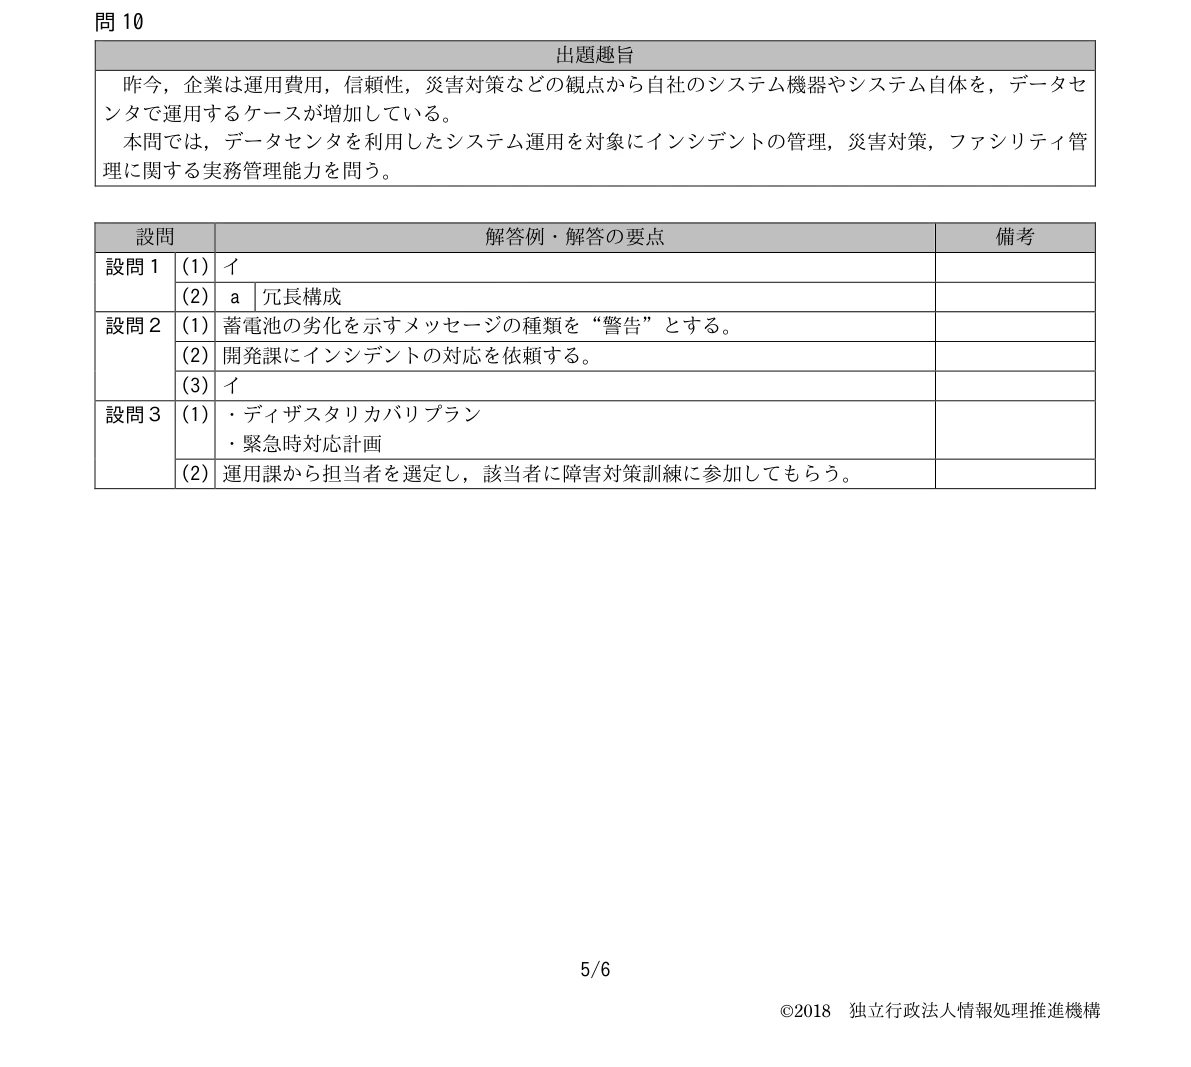 問 10
出題趣旨
昨今，企業は運用費用，信頼性，災害対策などの観点から自社のシステム機器やシステム自体を，データセ
ンタで運用するケースが増加している。
本問では，データセンタを利用したシステム運用を対象にインシデントの管理，災害対策，ファシリティ管
理に関する実務管理能力を問う。
設問 解答例・解答の要点 備考
設問１ (1) イ
(2) a 冗長構成
設問２ (1) 蓄電池の劣化を示すメッセージの種類を“警告”とする。
(2) 開発課にインシデントの対応を依頼する。
(3) イ
設問３ (1) ・ディザスタリカバリプラン
・緊急時対応計画
(2) 運用課から担当者を選定し，該当者に障害対策訓練に参加してもらう。
5/6
©2018 独立行政法人情報処理推進機構